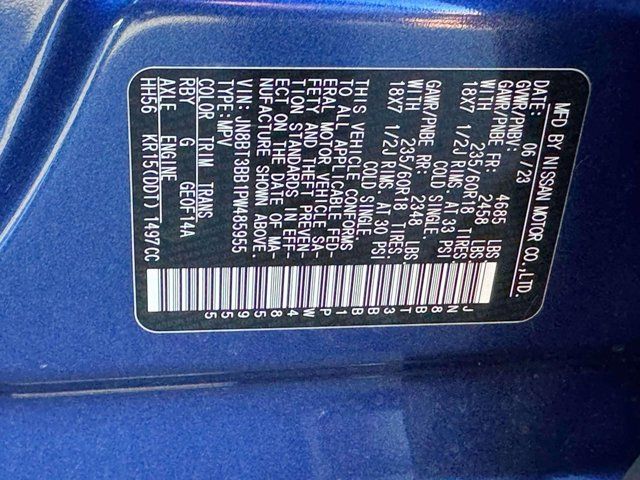 MFD BY NISSAN MOTOR CO.,LTD.
DATE: 06/23
GVWR/PNBV: 4685 LBS
GAWR/PNBE FR: 2458 LBS
WITH 235/60R18 TIRES.
18X7 1/2J RIMS. AT 33 PSI
COLD SINGLE.
GAWR/PNBE RR: 2348 LBS
WITH 235/60R18 TIRES.
18X7 1/2J RIMS. AT 30 PSI
COLD SINGLE.
THIS VEHICLE CONFORMS
TO ALL APPLICABLE FED-
ERAL MOTOR VEHICLE SA-
FETY AND THEFT PREVEN-
TION STANDARDS IN EFF-
ECT ON THE DATE OF MA-
NUFACTURE SHOWN ABOVE.
VIN: JN8BT3BB1PW485955
TYPE:MPV
COLOR TRIM TRANS
RBY G GE0F14A
AXLE ENGINE
HH56 KR15(DDT) 1497CC
JN8BT3BB1PW485955